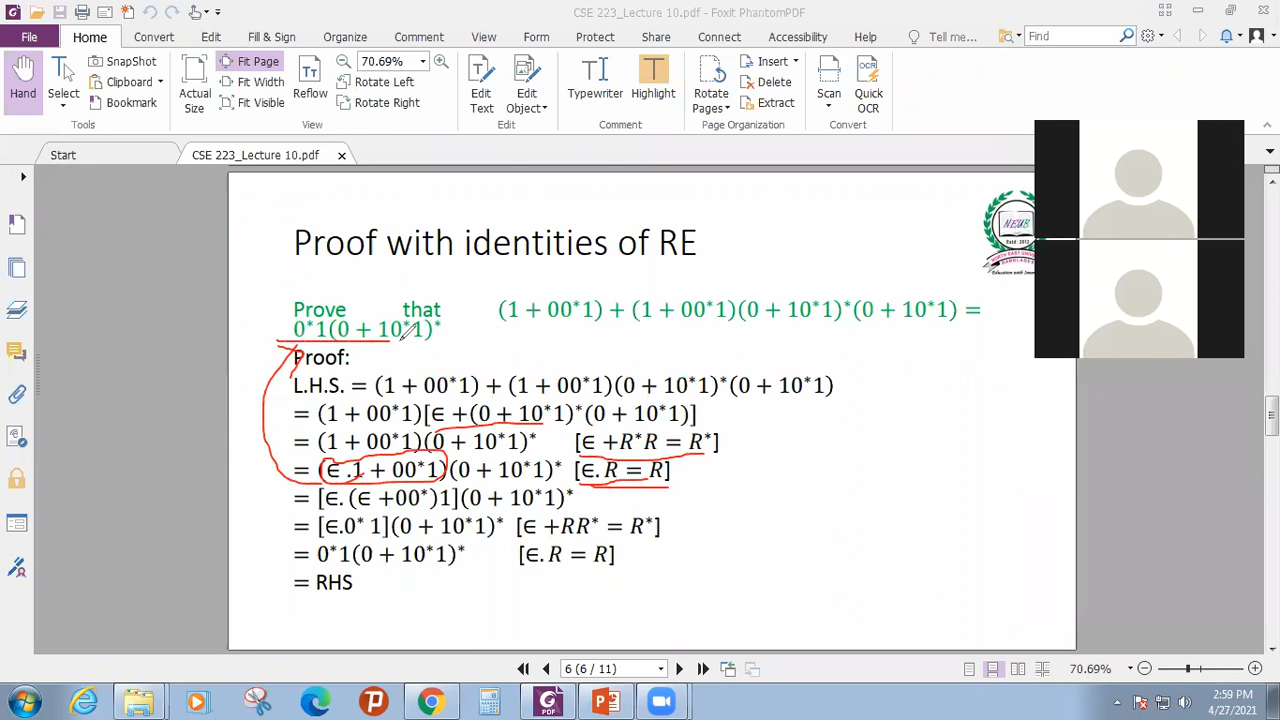 CSE 223_Lecture 10.pdf - Foxit PhantomPDF
File Home Convert Edit Fill & Sign Organize Comment View Form Protect Share Connect Accessibility Help Tell me... Find
Hand Select SnapShot Clipboard Bookmark Actual Size Fit Page Fit Width Fit Visible Reflow 70.69% Rotate Left Rotate Right Edit Text Edit Object Typewriter Highlight Rotate Pages Insert Delete Extract Scan Quick OCR
Tools View Edit Comment Page Organization Convert
Start CSE 223_Lecture 10.pdf
Proof with identities of RE
NEUB
Estd : 2012
Prove that (1 + 00*1) + (1 + 00*1)(0 + 10*1)*(0 + 10*1) =
0*1(0 + 10*1)*
Proof:
L.H.S. = (1 + 00*1) + (1 + 00*1)(0 + 10*1)*(0 + 10*1)
= (1 + 00*1)[∈ +(0 + 10*1)*(0 + 10*1)]
= (1 + 00*1)(0 + 10*1)* [∈ +R*R = R*]
= (∈ .1 + 00*1)(0 + 10*1)* [∈. R = R]
= [∈. (∈ +00*)1](0 + 10*1)*
= [∈.0* 1](0 + 10*1)* [∈ +RR* = R*]
= 0*1(0 + 10*1)* [∈. R = R]
= RHS
6 (6 / 11) 70.69%
2:59 PM
4/27/2021